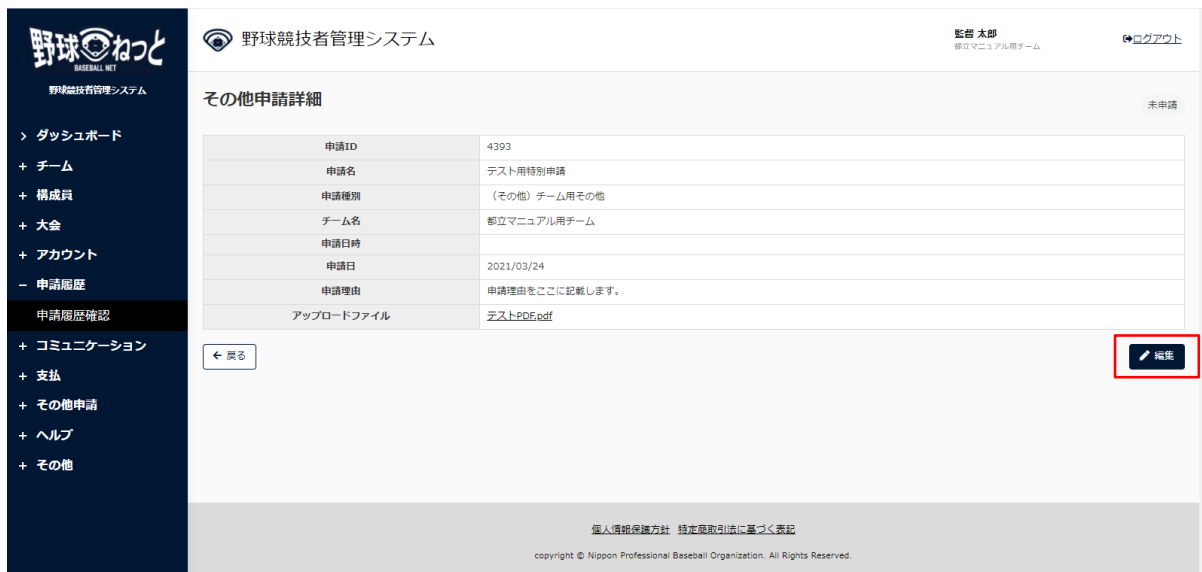 野球ねっと
BASEBALL NET
野球競技者管理システム
野球競技者管理システム
監督 太郎
都立マニュアル用チーム
ログアウト
> ダッシュボード
+ チーム
+ 構成員
+ 大会
+ アカウント
− 申請履歴
申請履歴確認
+ コミュニケーション
+ 支払
+ その他申請
+ ヘルプ
+ その他
その他申請詳細
未申請
申請ID 4393
申請名 テスト用特別申請
申請種別 (その他)チーム用その他
チーム名 都立マニュアル用チーム
申請日時
申請日 2021/03/24
申請理由 申請理由をここに記載します。
アップロードファイル テストPDF.pdf
← 戻る
編集
個人情報保護方針 特定商取引法に基づく表記
copyright © Nippon Professional Baseball Organization. All Rights Reserved.